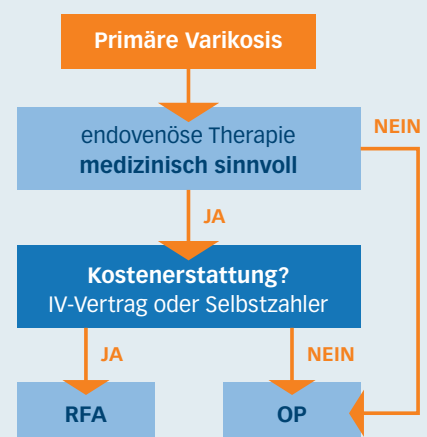 Primäre Varikosis
endovenöse Therapie
medizinisch sinnvoll
NEIN
JA
Kostenerstattung?
IV-Vertrag oder Selbstzahler
JA
NEIN
RFA
OP